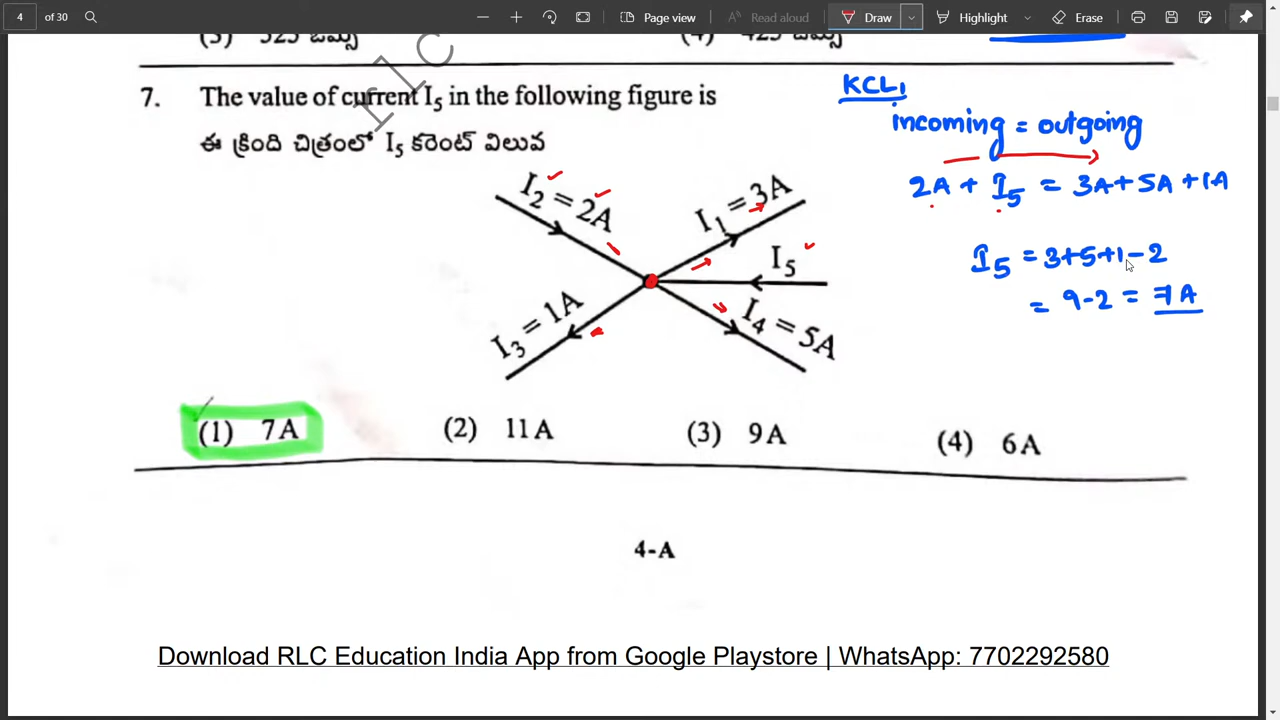 4 of 30
Page view
Read aloud
Draw
Highlight
Erase
7. The value of current I5 in the following figure is
ఈ క్రింది చిత్రంలో I5 కరెంట్ విలువ
RLC
KCL,
incoming = outgoing
2A + I5 = 3A+5A+1A
I5 = 3+5+1-2
= 9-2 = 7A
I2 = 2A
I1 = 3A
I5
I3 = 1A
I4 = 5A
(1) 7A
(2) 11A
(3) 9A
(4) 6A
4-A
Download RLC Education India App from Google Playstore | WhatsApp: 7702292580